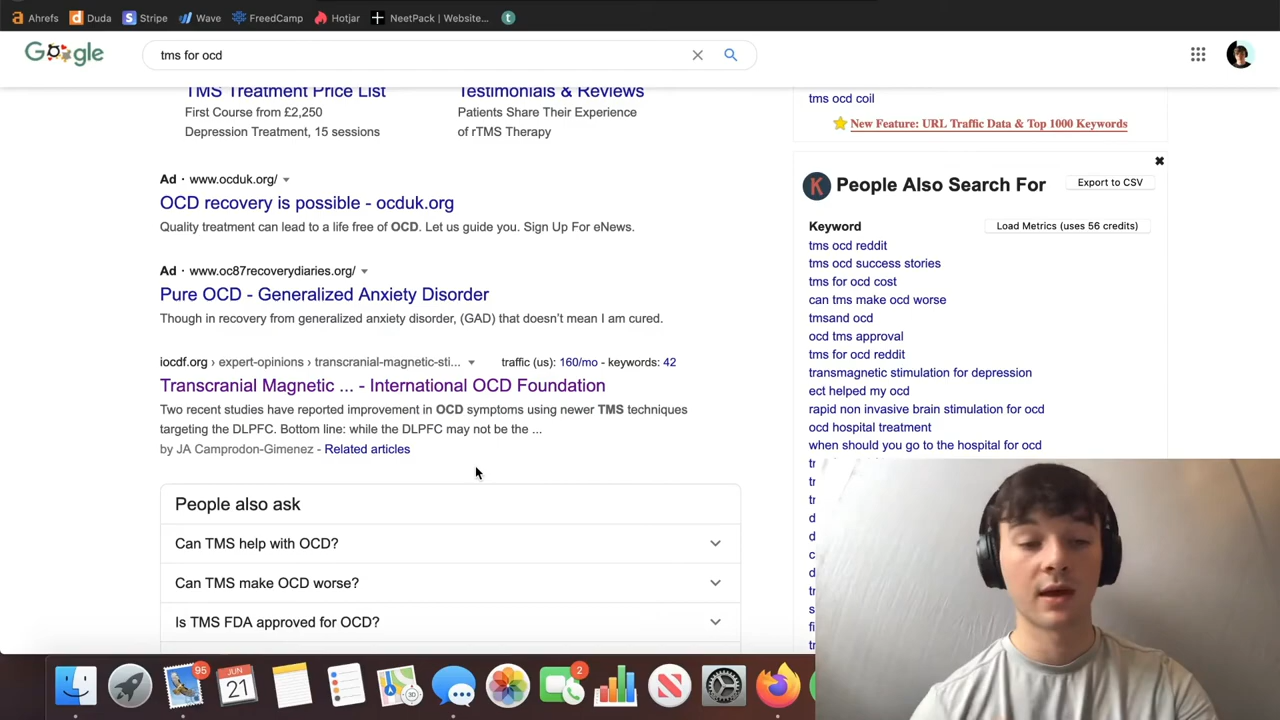 Ahrefs Duda Stripe Wave FreedCamp Hotjar NeetPack | Website...
Google
tms for ocd
TMS Treatment Price List
First Course from £2,250
Depression Treatment, 15 sessions
Testimonials & Reviews
Patients Share Their Experience
of rTMS Therapy
Ad · www.ocduk.org/
OCD recovery is possible - ocduk.org
Quality treatment can lead to a life free of OCD. Let us guide you. Sign Up For eNews.
Ad · www.oc87recoverydiaries.org/
Pure OCD - Generalized Anxiety Disorder
Though in recovery from generalized anxiety disorder, (GAD) that doesn't mean I am cured.
iocdf.org › expert-opinions › transcranial-magnetic-sti... traffic (us): 160/mo - keywords: 42
Transcranial Magnetic ... - International OCD Foundation
Two recent studies have reported improvement in OCD symptoms using newer TMS techniques
targeting the DLPFC. Bottom line: while the DLPFC may not be the ...
by JA Camprodon-Gimenez - Related articles
People also ask
Can TMS help with OCD?
Can TMS make OCD worse?
Is TMS FDA approved for OCD?
tms ocd coil
New Feature: URL Traffic Data & Top 1000 Keywords
K People Also Search For Export to CSV
Keyword Load Metrics (uses 56 credits)
tms ocd reddit
tms ocd success stories
tms for ocd cost
can tms make ocd worse
tmsand ocd
ocd tms approval
tms for ocd reddit
transmagnetic stimulation for depression
ect helped my ocd
rapid non invasive brain stimulation for ocd
ocd hospital treatment
when should you go to the hospital for ocd
95
JUN
21
3D
2